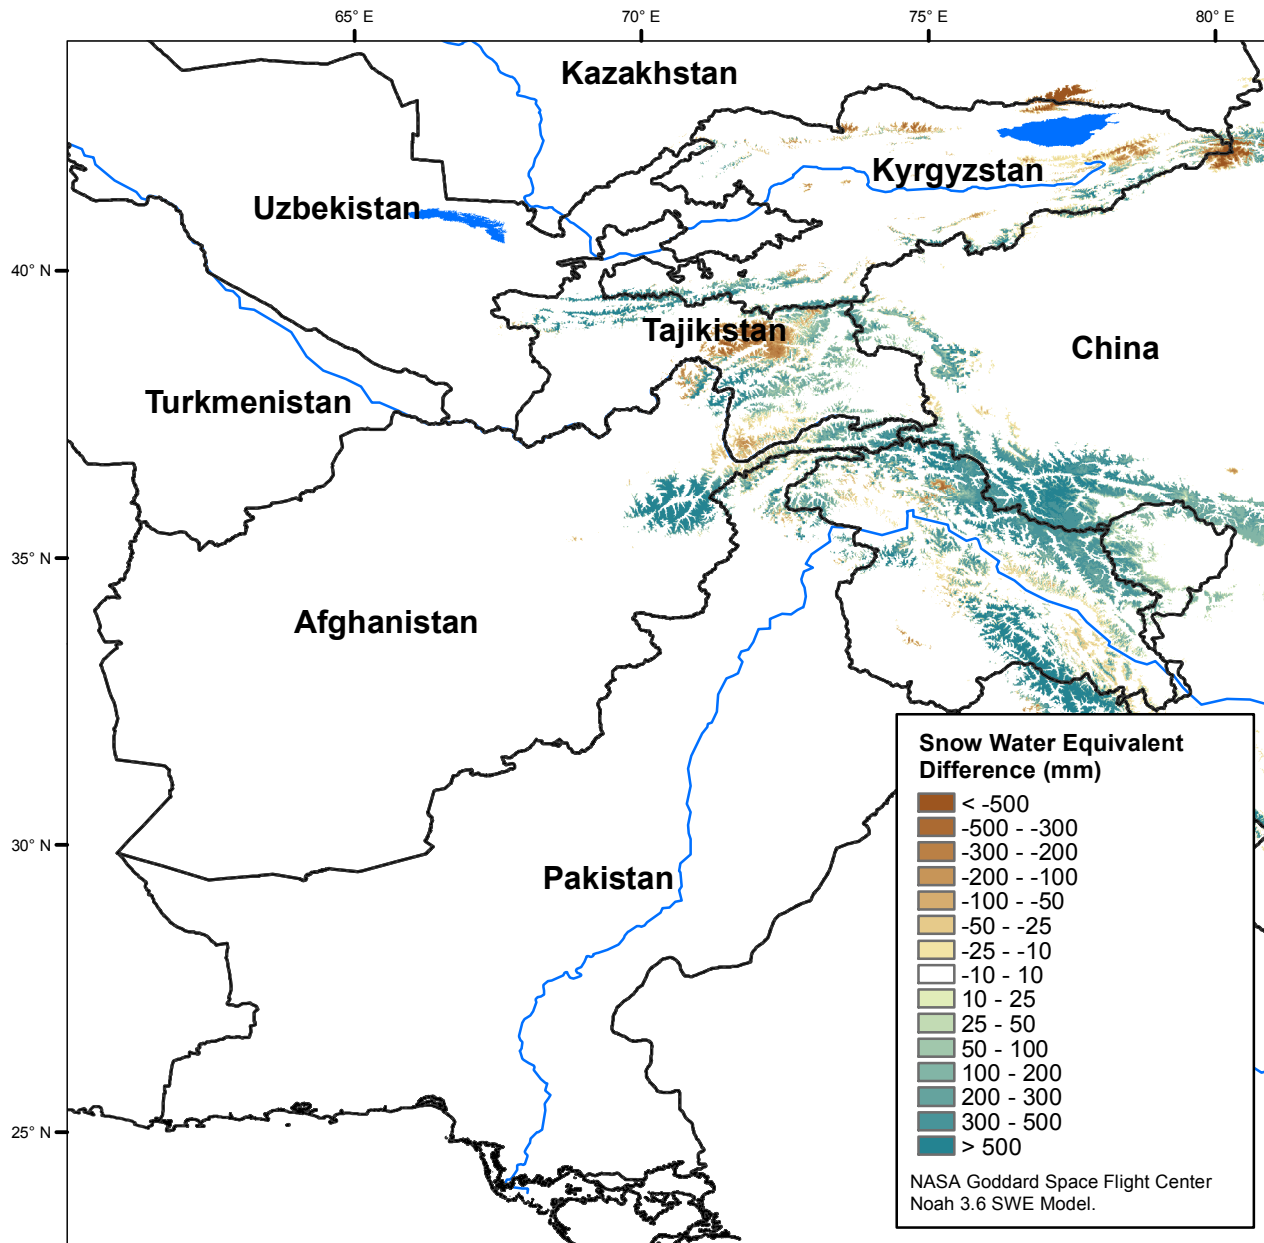 65° E
70° E
75° E
80° E
Kazakhstan
Kyrgyzstan
Uzbekistan
40° N
Tajikistan
China
Turkmenistan
35° N
Afghanistan
30° N
Pakistan
25° N
Snow Water Equivalent
Difference (mm)
< -500
-500 - -300
-300 - -200
-200 - -100
-100 - -50
-50 - -25
-25 - -10
-10 - 10
10 - 25
25 - 50
50 - 100
100 - 200
200 - 300
300 - 500
> 500
NASA Goddard Space Flight Center
Noah 3.6 SWE Model.